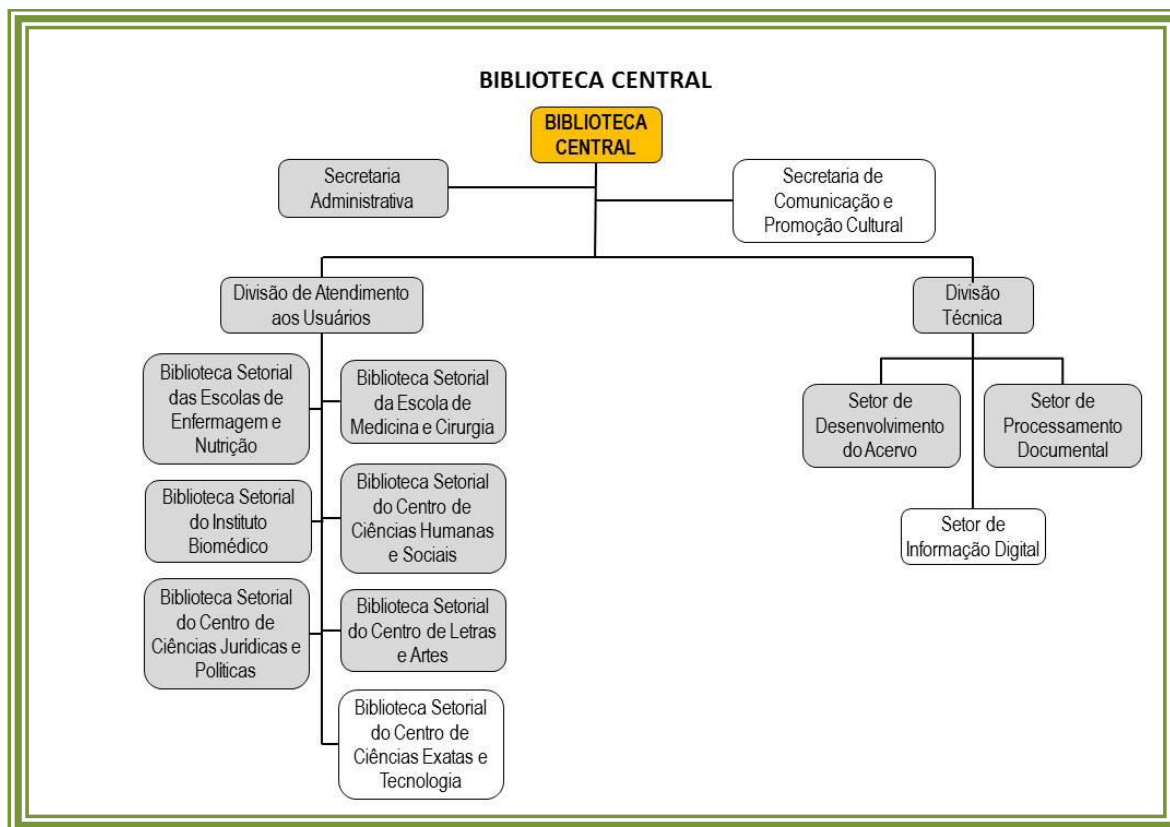 BIBLIOTECA CENTRAL
BIBLIOTECA
CENTRAL
Secretaria
Administrativa
Secretaria de
Comunicação e
Promoção Cultural
Divisão de Atendimento
aos Usuários
Divisão
Técnica
Biblioteca Setorial
das Escolas de
Enfermagem e
Nutrição
Biblioteca Setorial
da Escola de
Medicina e Cirurgia
Setor de
Desenvolvimento
do Acervo
Setor de
Processamento
Documental
Biblioteca Setorial
do Instituto
Biomédico
Biblioteca Setorial
do Centro de
Ciências Humanas
e Sociais
Setor de
Informação Digital
Biblioteca Setorial
do Centro de
Ciências Jurídicas e
Políticas
Biblioteca Setorial
do Centro de Letras
e Artes
Biblioteca Setorial
do Centro de
Ciências Exatas e
Tecnologia